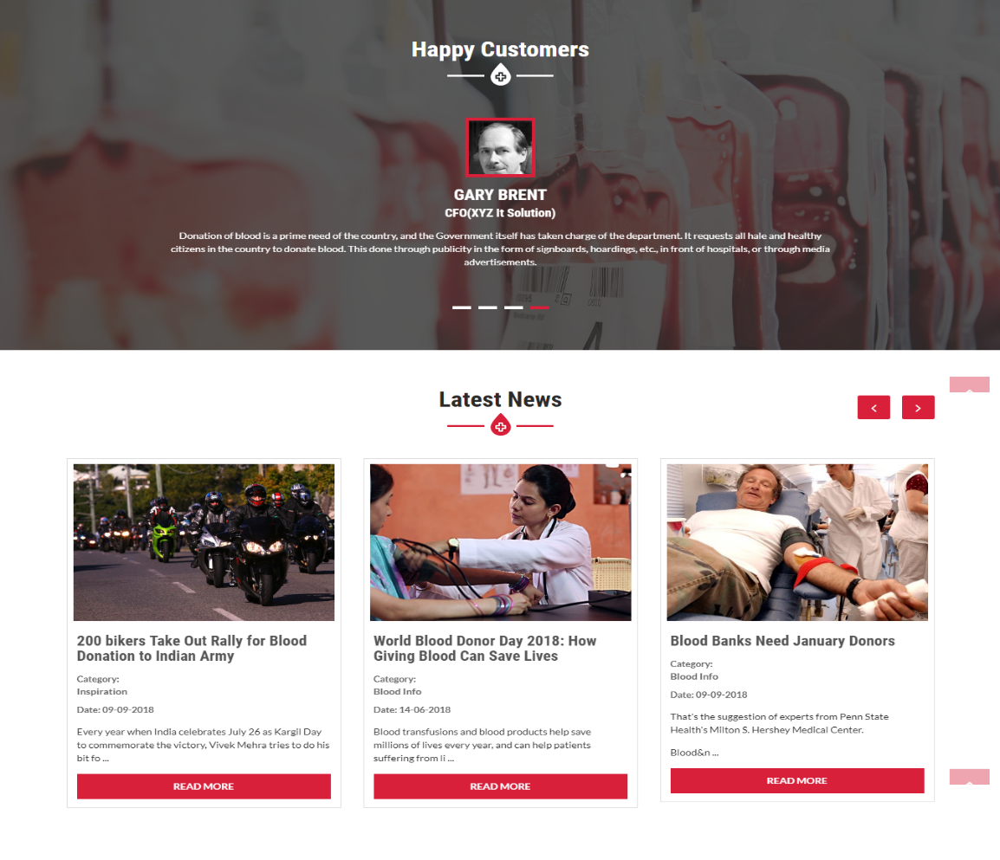 Happy Customers
GARY BRENT
CFO(XYZ It Solution)
Donation of blood is a prime need of the country, and the Government itself has taken charge of the department. It requests all hale and healthy
citizens in the country to donate blood. This done through publicity in the form of signboards, hoardings, etc., in front of hospitals, or through media
advertisements.
Latest News
200 bikers Take Out Rally for Blood
Donation to Indian Army
Category:
Inspiration
Date: 09-09-2018
Every year when India celebrates July 26 as Kargil Day
to commemorate the victory, Vivek Mehra tries to do his
bit fo ...
READ MORE
World Blood Donor Day 2018: How
Giving Blood Can Save Lives
Category:
Blood Info
Date: 14-06-2018
Blood transfusions and blood products help save
millions of lives every year, and can help patients
suffering from li ...
READ MORE
Blood Banks Need January Donors
Category:
Blood Info
Date: 09-09-2018
That's the suggestion of experts from Penn State
Health's Milton S. Hershey Medical Center.
Blood&n ...
READ MORE